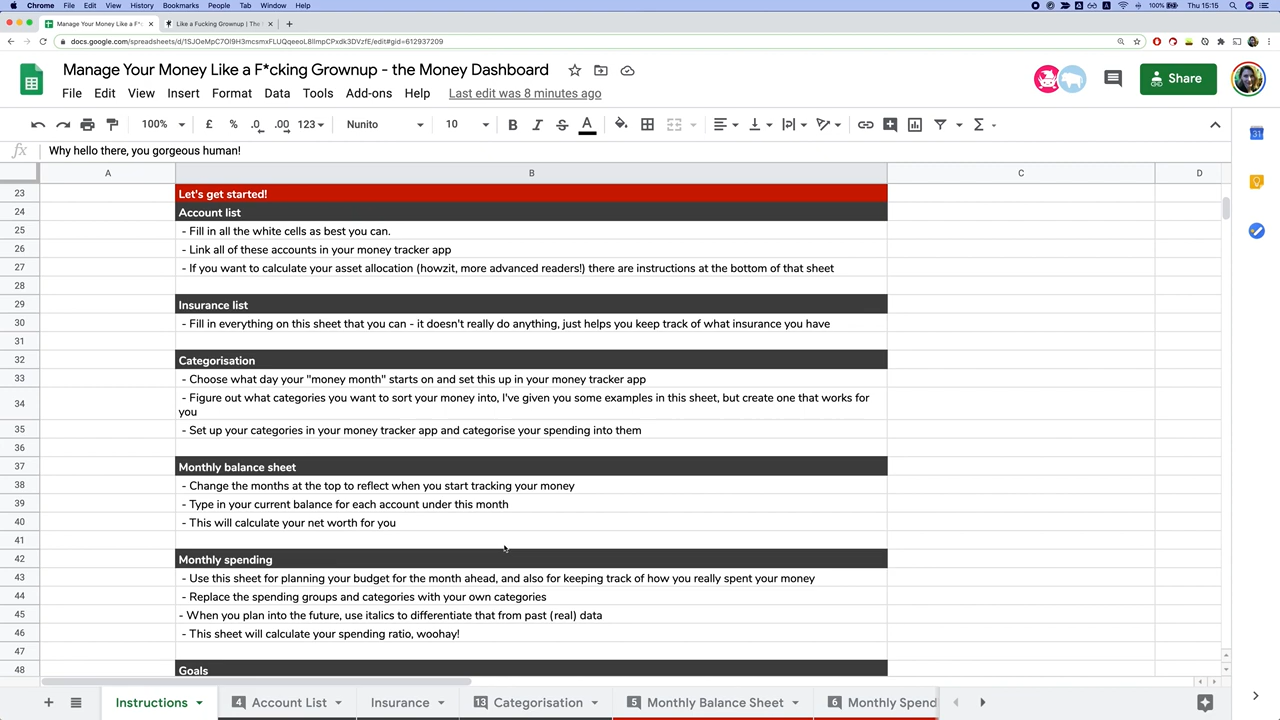 Chrome File Edit View History Bookmarks People Tab Window Help
100% Thu 15:15
Manage Your Money Like a F*
Like a Fucking Grownup | The
docs.google.com/spreadsheets/d/1SJOeMpC7OI9H3mcsmxFLUQqeeoL8IlmpCPxdk3DVzfE/edit#gid=612937209
Manage Your Money Like a F*cking Grownup - the Money Dashboard
Share
File Edit View Insert Format Data Tools Add-ons Help Last edit was 8 minutes ago
100% £ % .0 .00 123 Nunito 10 B I S A
fx Why hello there, you gorgeous human!
A B C D
23 Let's get started!
24 Account list
25 - Fill in all the white cells as best you can.
26 - Link all of these accounts in your money tracker app
27 - If you want to calculate your asset allocation (howzit, more advanced readers!) there are instructions at the bottom of that sheet
28
29 Insurance list
30 - Fill in everything on this sheet that you can - it doesn't really do anything, just helps you keep track of what insurance you have
31
32 Categorisation
33 - Choose what day your "money month" starts on and set this up in your money tracker app
34 - Figure out what categories you want to sort your money into, I've given you some examples in this sheet, but create one that works for
you
35 - Set up your categories in your money tracker app and categorise your spending into them
36
37 Monthly balance sheet
38 - Change the months at the top to reflect when you start tracking your money
39 - Type in your current balance for each account under this month
40 - This will calculate your net worth for you
41
42 Monthly spending
43 - Use this sheet for planning your budget for the month ahead, and also for keeping track of how you really spent your money
44 - Replace the spending groups and categories with your own categories
45 - When you plan into the future, use italics to differentiate that from past (real) data
46 - This sheet will calculate your spending ratio, woohay!
47
48 Goals
Instructions 4 Account List Insurance 13 Categorisation 5 Monthly Balance Sheet 6 Monthly Spend